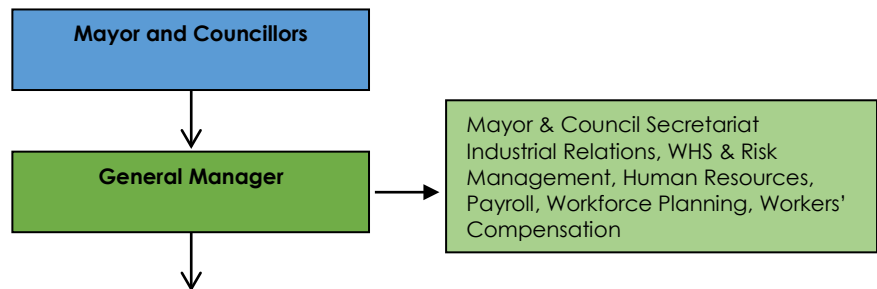 Mayor and Councillors
General Manager
Mayor & Council Secretariat
Industrial Relations, WHS & Risk
Management, Human Resources,
Payroll, Workforce Planning, Workers’
Compensation